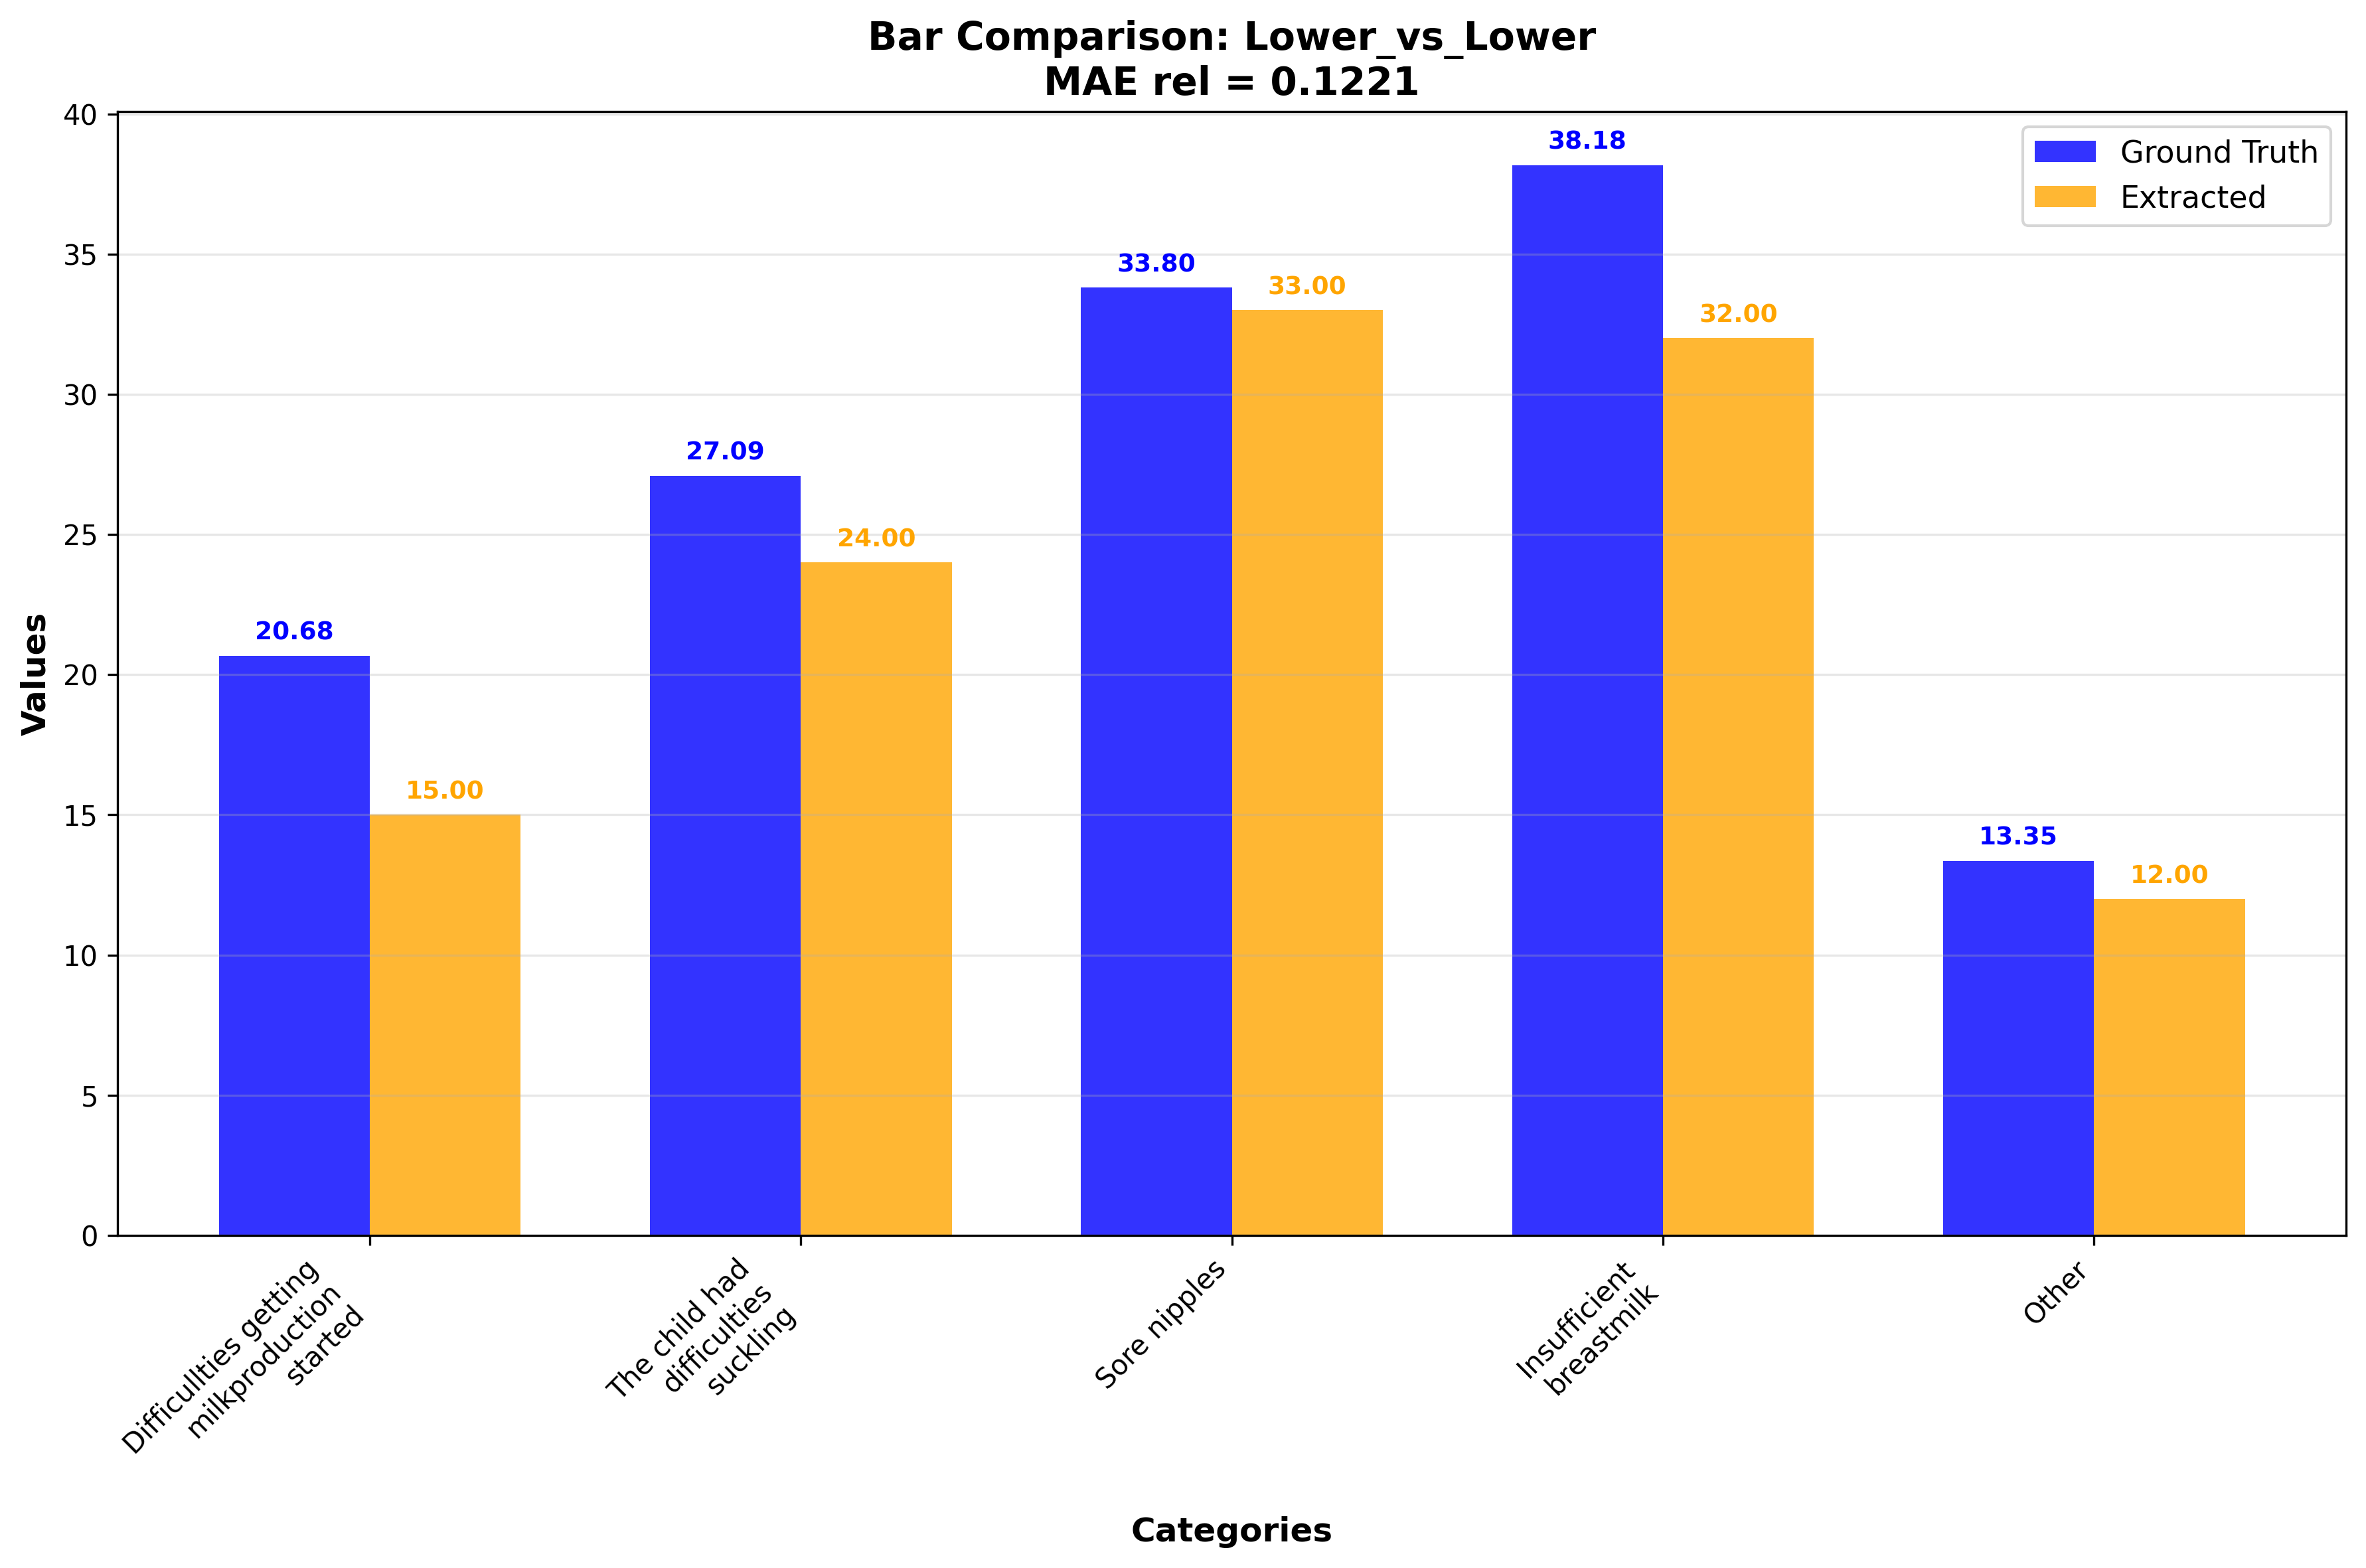 Bar Comparison: Lower_vs_Lower
MAE rel = 0.1221
Ground Truth
Extracted
Values
40
35
30
25
20
15
10
5
0
20.68
15.00
27.09
24.00
33.80
33.00
38.18
32.00
13.35
12.00
Difficullties getting
milkproduction
started
The child had
difficulties
suckling
Sore nipples
Insufficient
breastmilk
Other
Categories